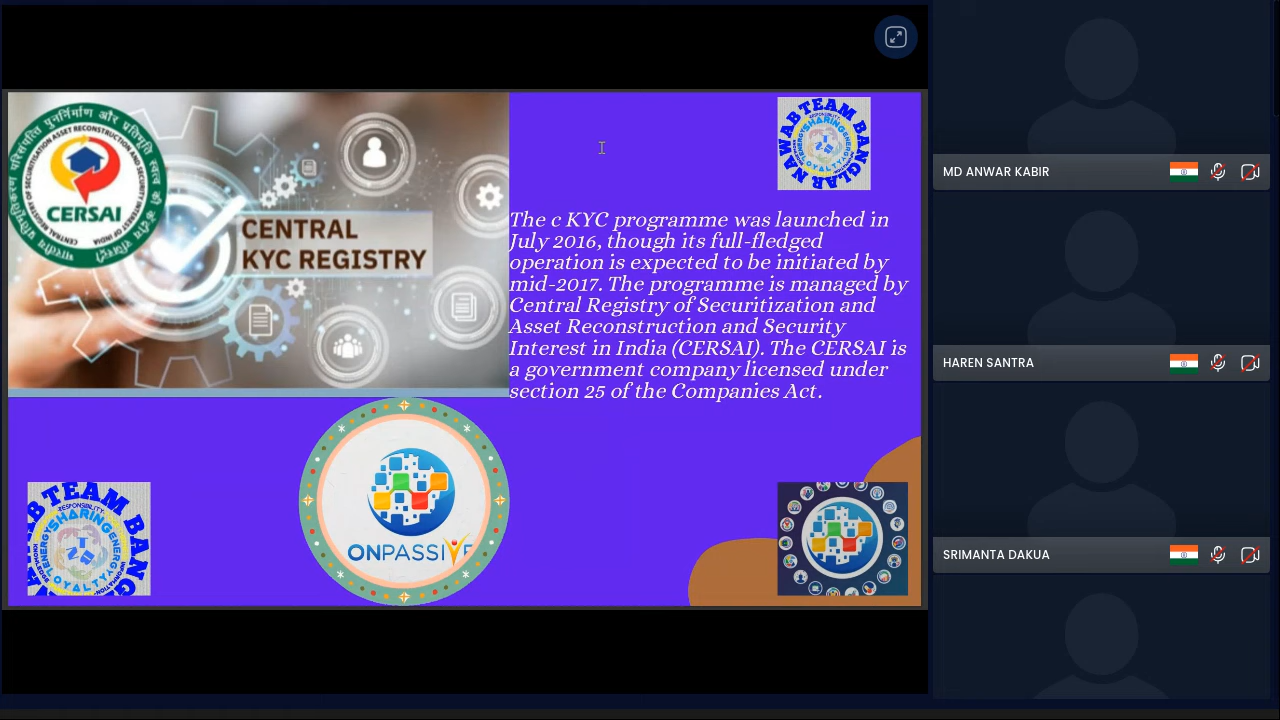 CERSAI
CENTRAL
KYC REGISTRY
The c KYC programme was launched in
July 2016, though its full-fledged
operation is expected to be initiated by
mid-2017. The programme is managed by
Central Registry of Securitization and
Asset Reconstruction and Security
Interest in India (CERSAI). The CERSAI is
a government company licensed under
section 25 of the Companies Act.
TEAM BANGLAR NAWAB
ONPASSIVE
MD ANWAR KABIR
HAREN SANTRA
SRIMANTA DAKUA